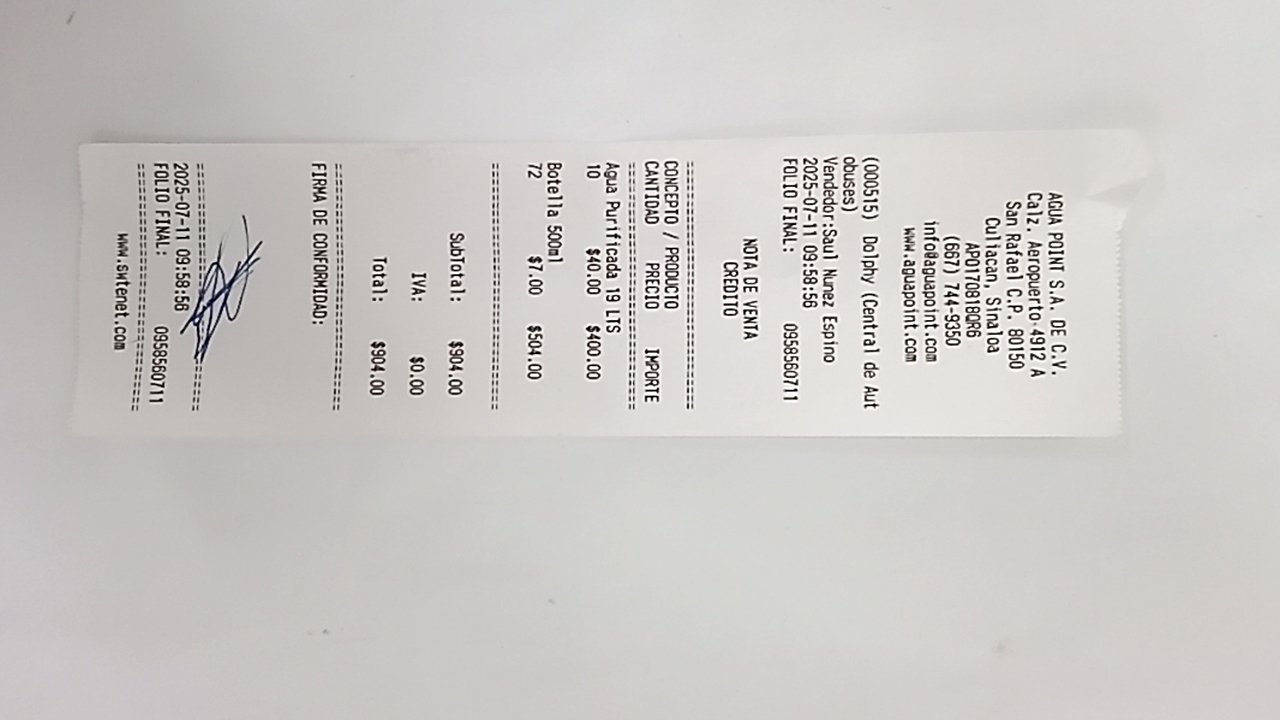 AGUA POINT S.A. DE C.V.
Calz. Aeropuerto 4912 A
San Rafael C.P. 80150
Culiacan, Sinaloa
APO170818QR6
(667) 744-9350
info@aguapoint.com
www.aguapoint.com
(000515) Dolphy (Central de Aut
obuses)
Vendedor:Saul Nunez Espino
2025-07-11 09:58:56
FOLIO FINAL: 0958560711
NOTA DE VENTA
CREDITO
===============================
CONCEPTO / PRODUCTO
CANTIDAD PRECIO IMPORTE
===============================
Agua Purificada 19 LTS
10 $40.00 $400.00
Botella 500ml
72 $7.00 $504.00
===============================
SubTotal: $904.00
IVA: $0.00
Total: $904.00
===============================
FIRMA DE CONFORMIDAD:
===============================
2025-07-11 09:58:56
FOLIO FINAL: 0958560711
===============================
www.swtenet.com